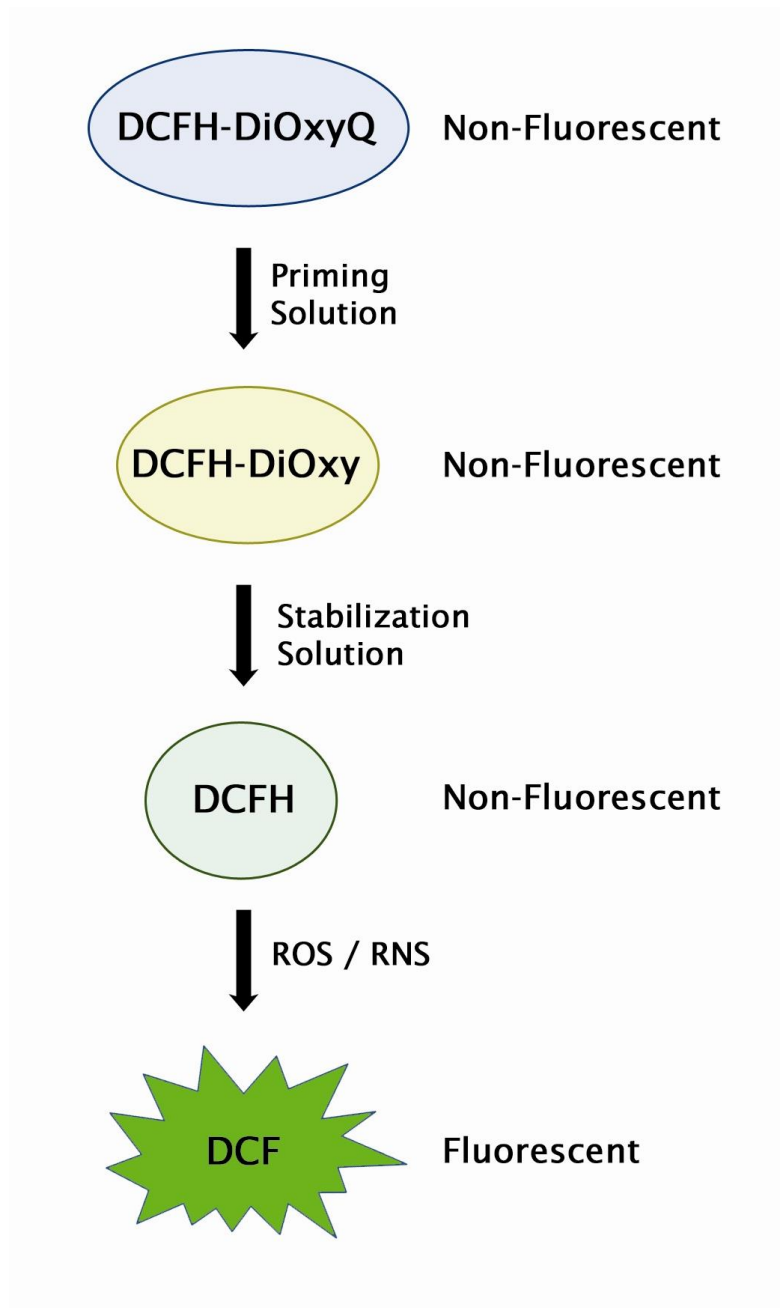 DCFH-DiOxyQ Non-Fluorescent
Priming
Solution
DCFH-DiOxy Non-Fluorescent
Stabilization
Solution
DCFH Non-Fluorescent
ROS / RNS
DCF Fluorescent